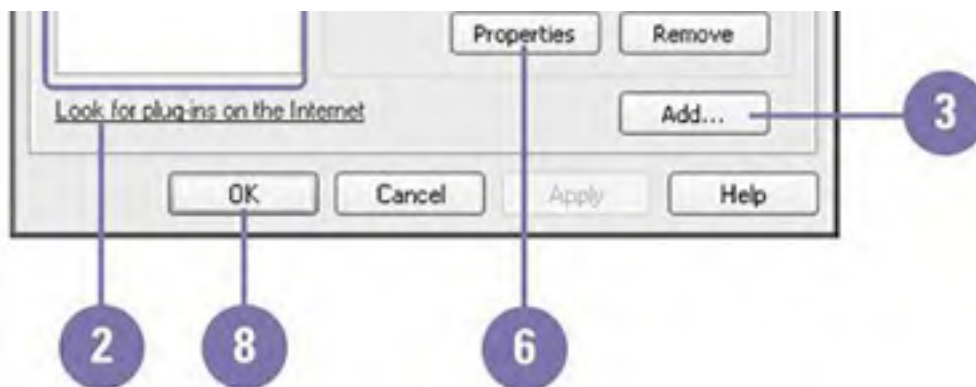 Properties Remove
Look for plug-ins on the Internet
Add... 3
OK Cancel Apply Help
2 8 6